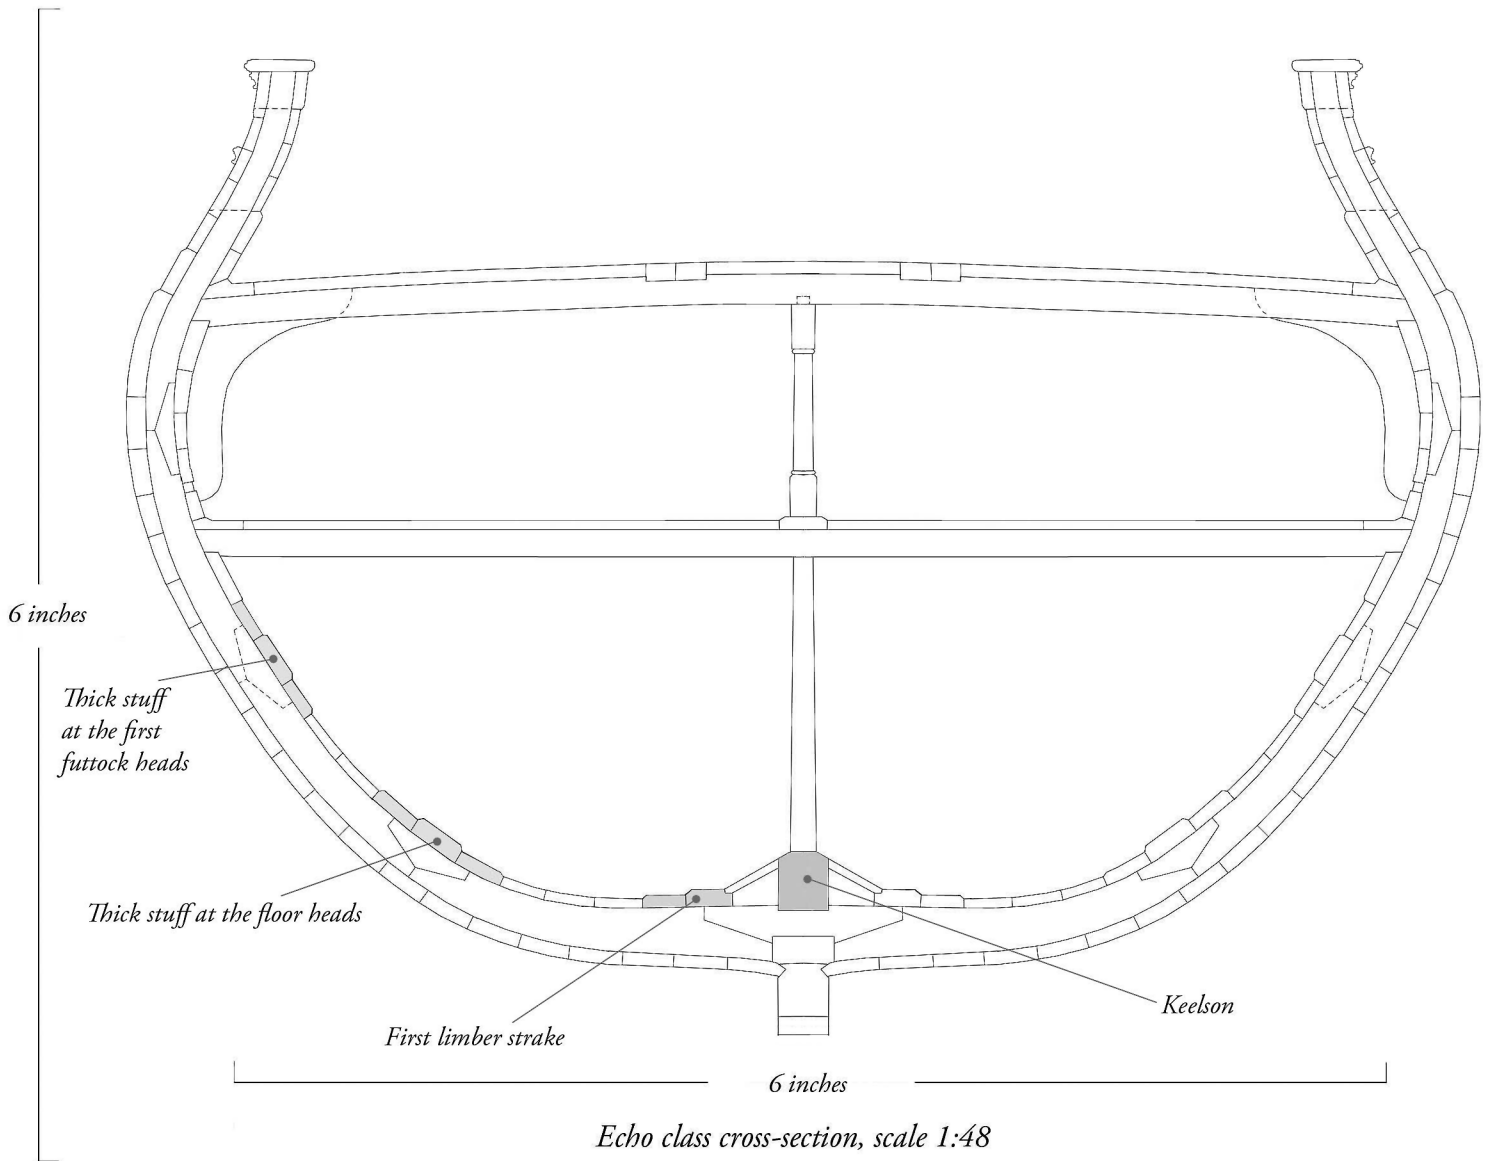 6 inches
Thick stuff
at the first
futtock heads
Thick stuff at the floor heads
First limber strake
Keelson
6 inches
Echo class cross-section, scale 1:48